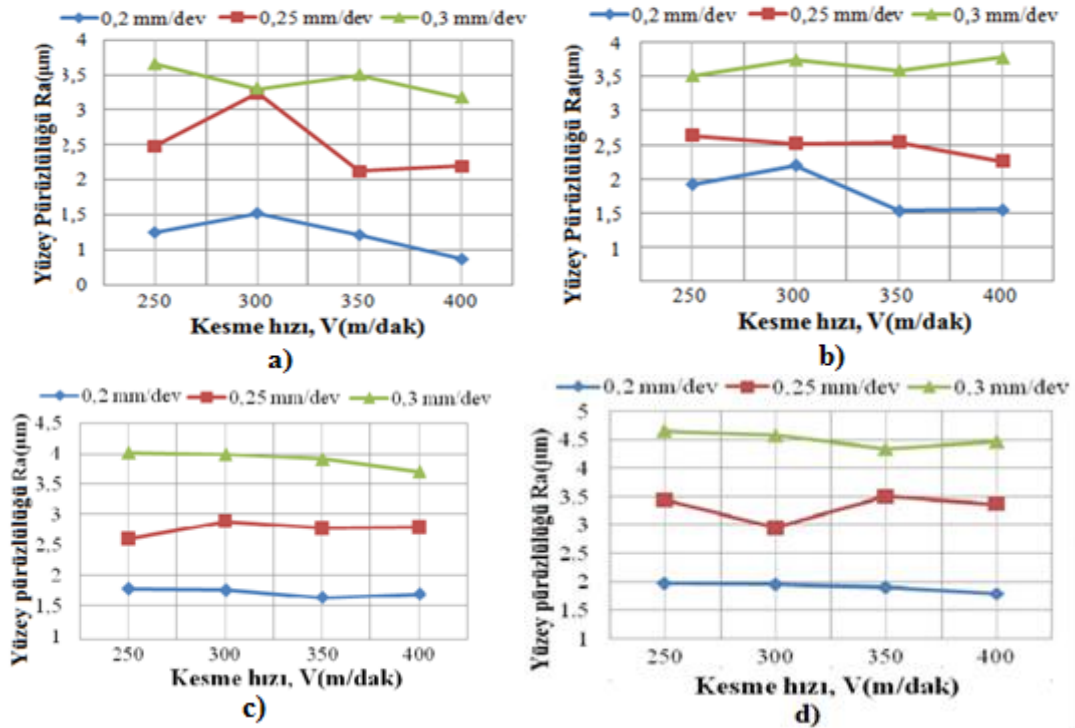 0,2 mm/dev 0,25 mm/dev 0,3 mm/dev
Yüzey Pürüzlülüğü Ra(µm)
4
3,5
3
2,5
2
1,5
1
0
250 300 350 400
Kesme hızı, V(m/dak)
a)
0,2 mm/dev 0,25 mm/dev 0,3 mm/dev
Yüzey Pürüzlülüğü Ra(µm)
4
3,5
3
2,5
2
1,5
1
250 300 350 400
Kesme hızı, V(m/dak)
b)
0,2 mm/dev 0,25 mm/dev 0,3 mm/dev
Yüzey pürüzlülüğü Ra(µm)
4,5
4
3,5
3
2,5
2
1,5
1
250 300 350 400
Kesme hızı, V(m/dak)
c)
0,2 mm/dev 0,25 mm/dev 0,3 mm/dev
Yüzey pürüzlülüğü Ra(µm)
5
4,5
4
3,5
3
2,5
2
1,5
1
250 300 350 400
Kesme hızı, V(m/dak)
d)